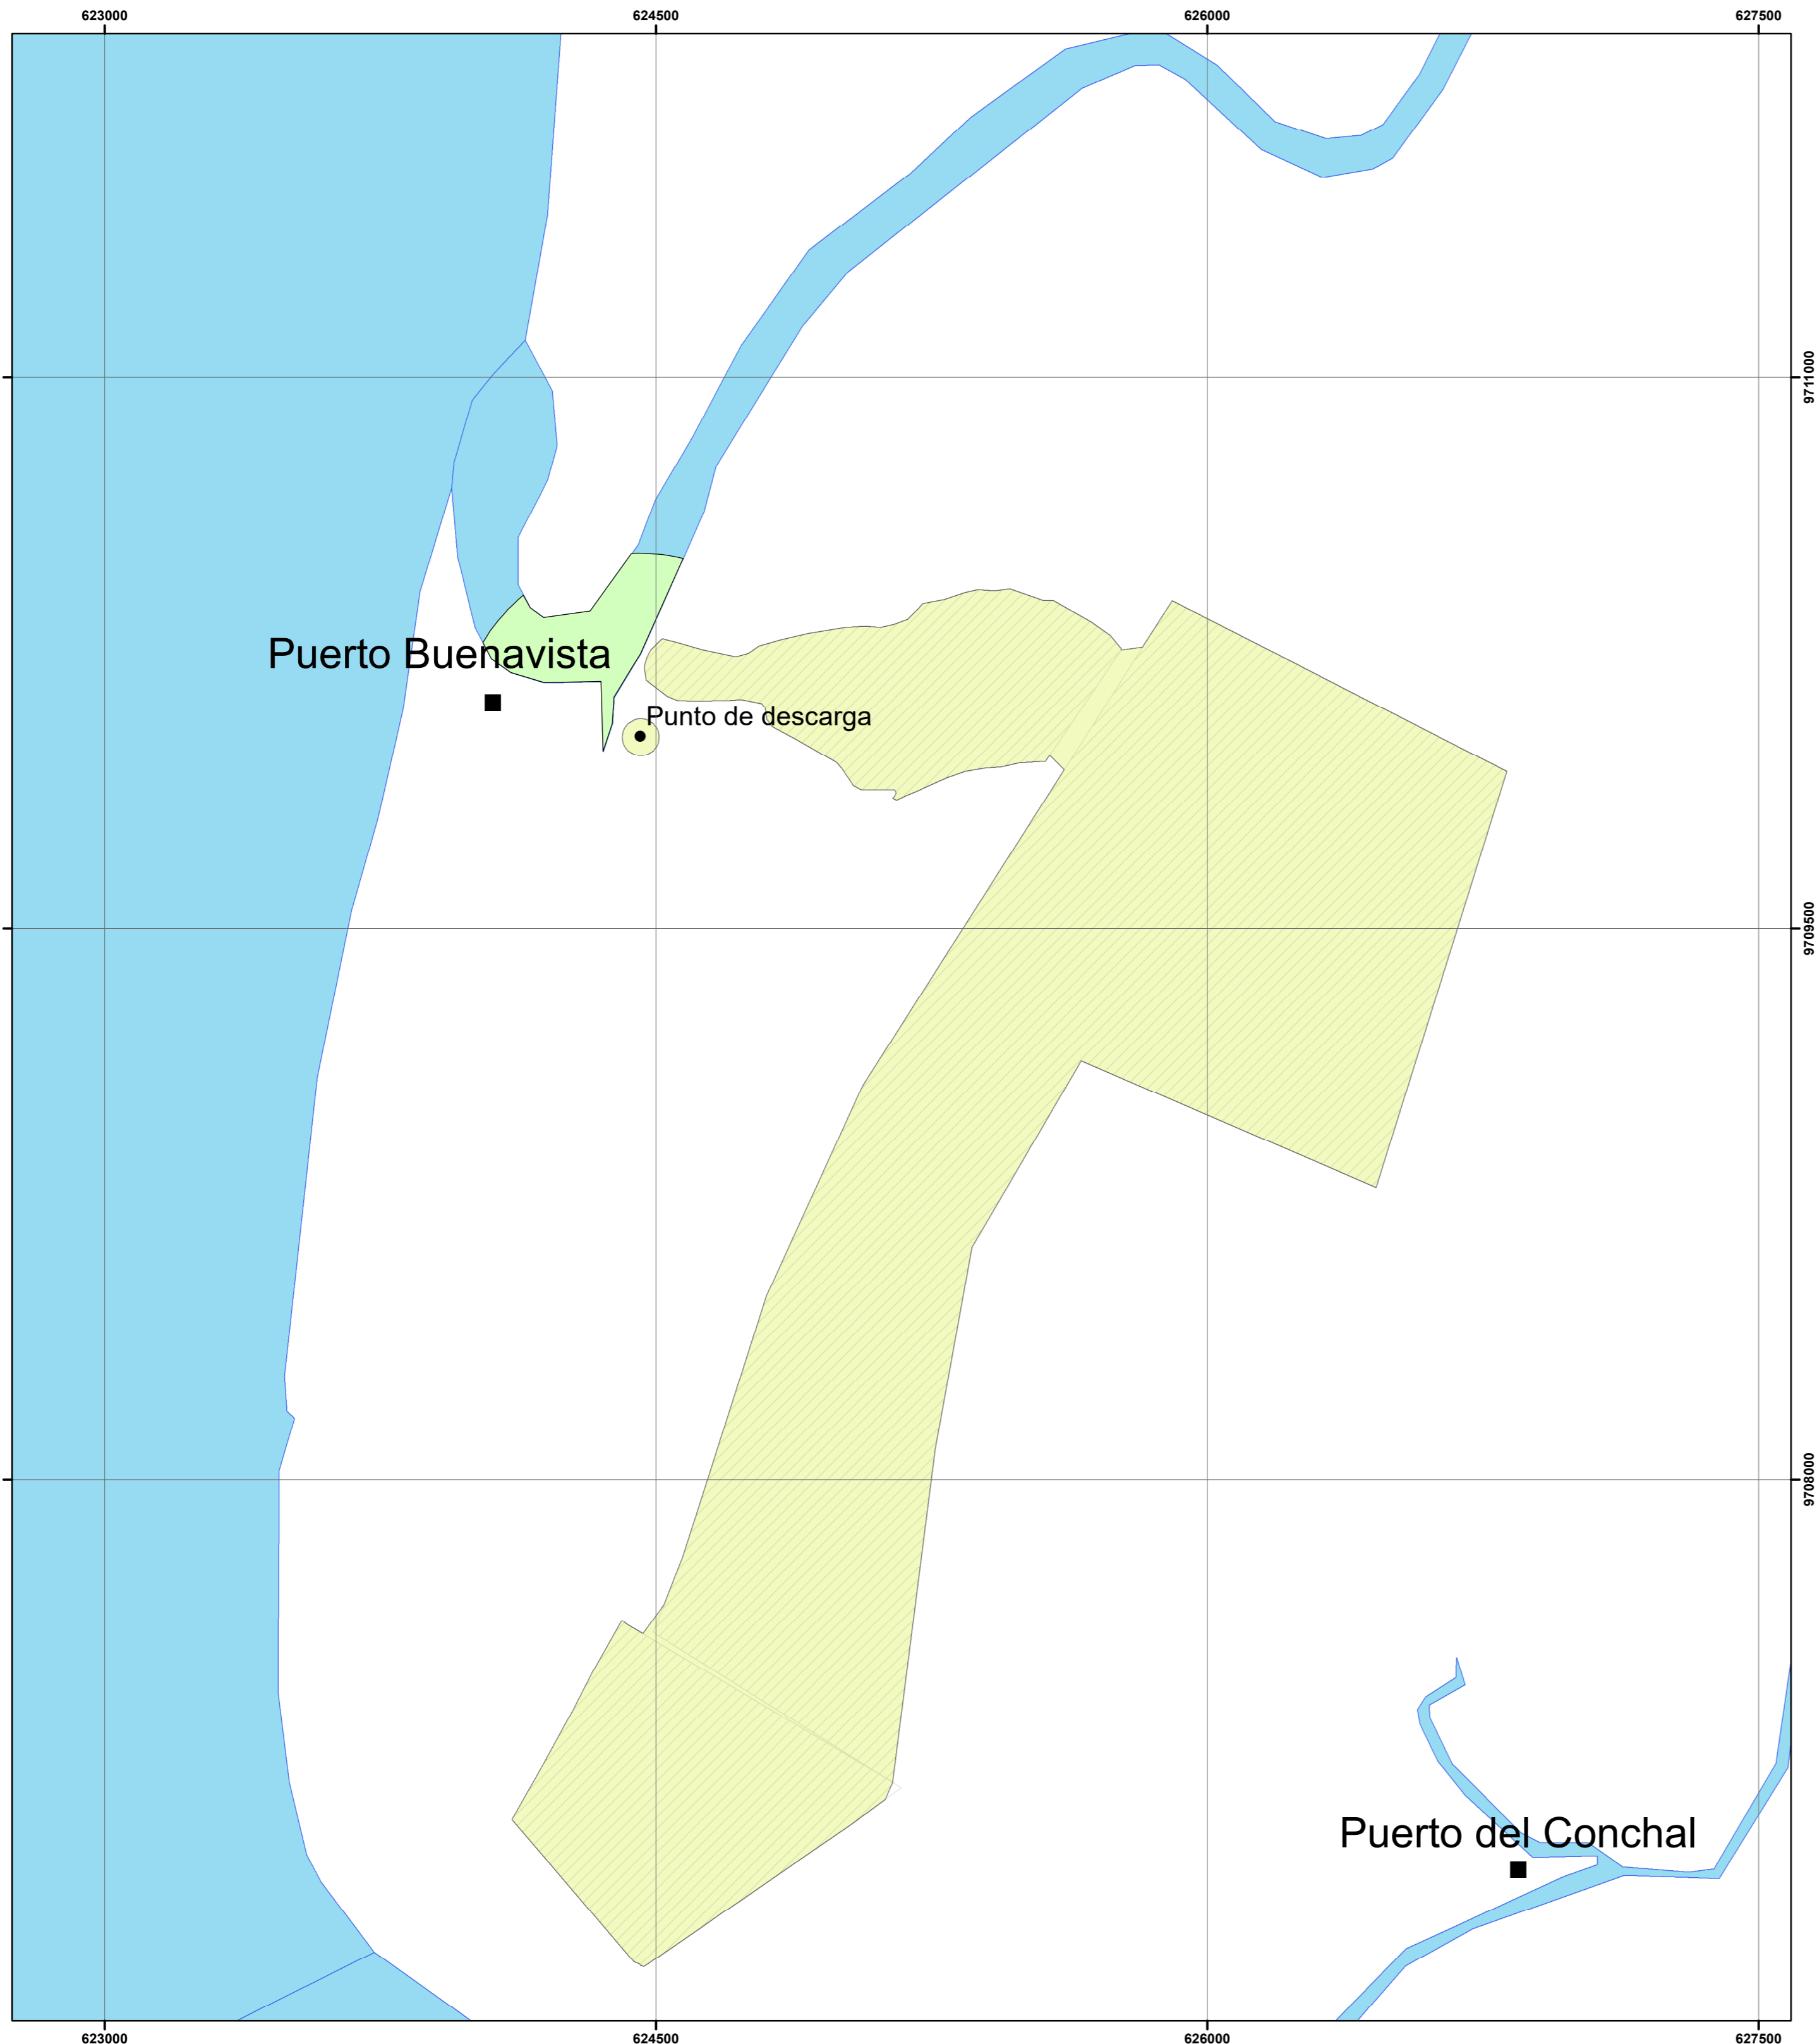 623000 624500 626000 627500
9711000
Puerto Buenavista
Punto de descarga
9709500
9708000
Puerto del Conchal
623000 624500 626000 627500